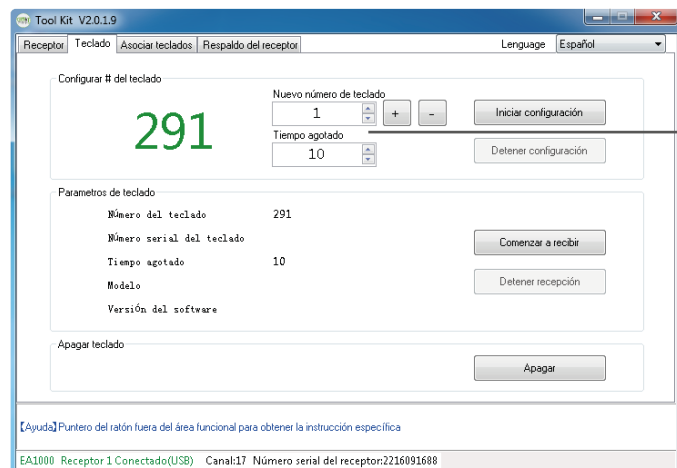 Tool Kit V2.0.1.9
Receptor Teclado Asociar teclados Respaldo del receptor Lenguage Español
Configurar # del teclado
291
Nuevo número de teclado
1 + - Iniciar configuración
Tiempo agotado
10 Detener configuración
Parametros de teclado
Número del teclado 291
Número serial del teclado
Comenzar a recibir
Tiempo agotado 10
Modelo
Detener recepción
Versión del software
Apagar teclado
Apagar
【Ayuda】Puntero del ratón fuera del área funcional para obtener la instrucción específica
EA1000 Receptor 1 Conectado(USB) Canal:17 Número serial del receptor:2216091688